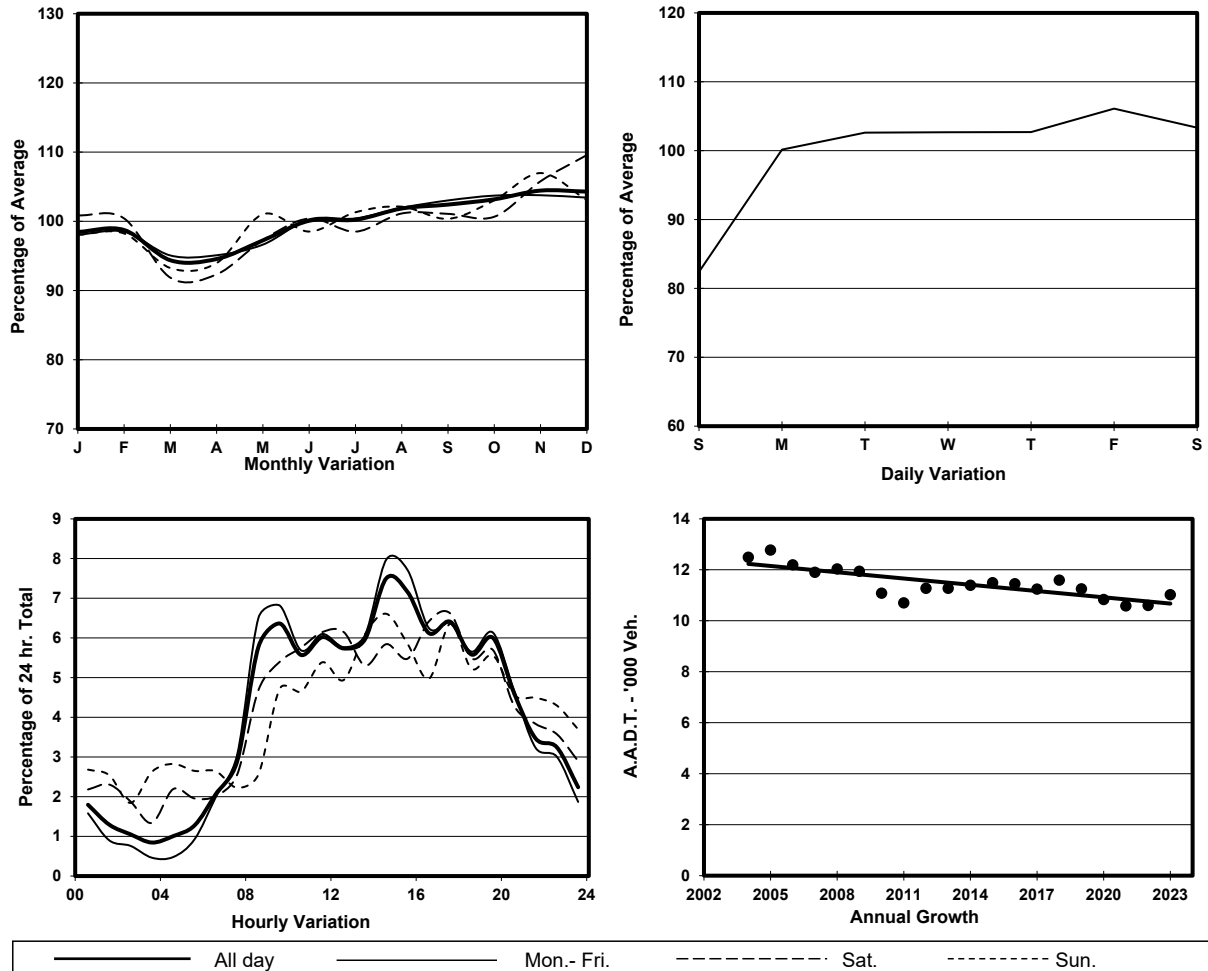 130
120
110
100
90
80
70
Percentage of Average
J F M A M J J A S O N D
Monthly Variation
120
110
100
90
80
70
60
Percentage of Average
S M T W T F S
Daily Variation
9
8
7
6
5
4
3
2
1
0
Percentage of 24 hr. Total
00 04 08 12 16 20 24
Hourly Variation
14
12
10
8
6
4
2
0
A.A.D.T. - '000 Veh.
2002 2005 2008 2011 2014 2017 2020 2023
Annual Growth
All day Mon.- Fri. Sat. Sun.